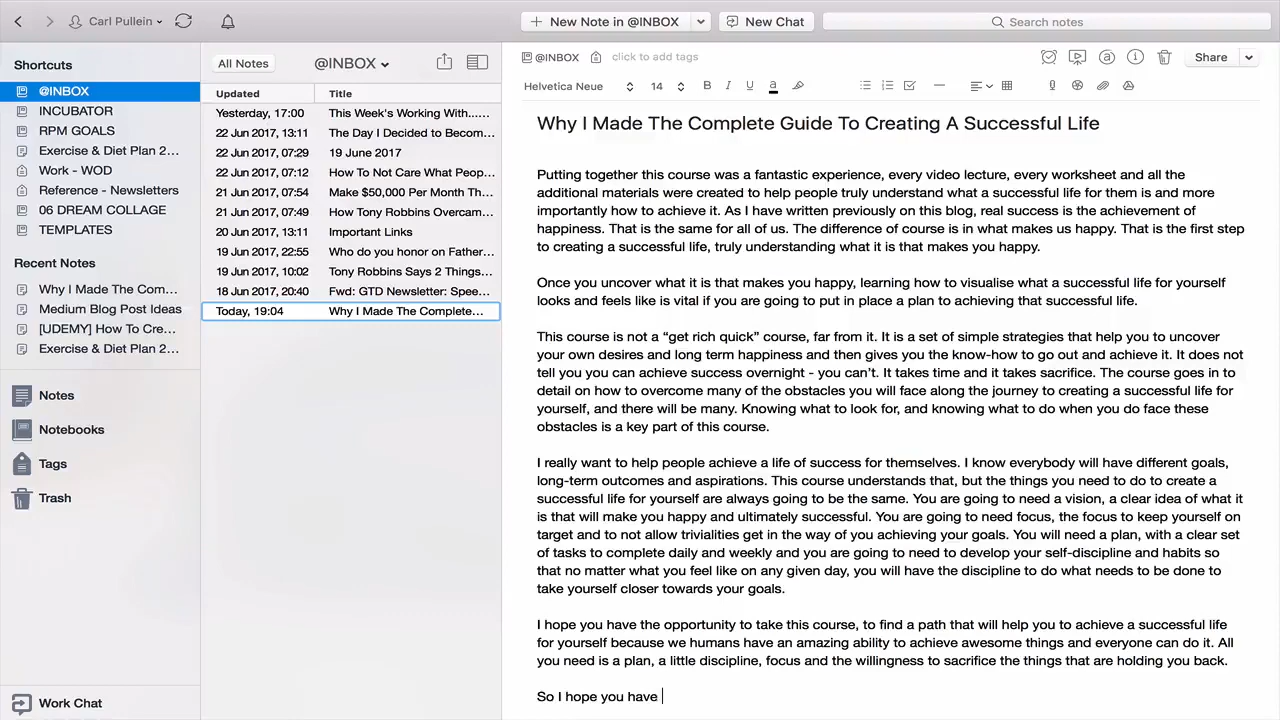 Carl Pullein
New Note in @INBOX
New Chat
Search notes
Shortcuts
@INBOX
INCUBATOR
RPM GOALS
Exercise & Diet Plan 2...
Work - WOD
Reference - Newsletters
06 DREAM COLLAGE
TEMPLATES
Recent Notes
Why I Made The Com...
Medium Blog Post Ideas
[UDEMY] How To Cre...
Exercise & Diet Plan 2...
Notes
Notebooks
Tags
Trash
Work Chat
All Notes
@INBOX
Updated Title
Yesterday, 17:00 This Week's Working With......
22 Jun 2017, 13:11 The Day I Decided to Becom...
22 Jun 2017, 07:29 19 June 2017
22 Jun 2017, 07:12 How To Not Care What Peop...
21 Jun 2017, 07:54 Make $50,000 Per Month Th...
21 Jun 2017, 07:49 How Tony Robbins Overcam...
20 Jun 2017, 13:11 Important Links
19 Jun 2017, 22:55 Who do you honor on Father...
19 Jun 2017, 10:02 Tony Robbins Says 2 Things...
18 Jun 2017, 20:40 Fwd: GTD Newsletter: Spee...
Today, 19:04 Why I Made The Complete...
@INBOX click to add tags
Share
Helvetica Neue 14 B I U a
Why I Made The Complete Guide To Creating A Successful Life
Putting together this course was a fantastic experience, every video lecture, every worksheet and all the
additional materials were created to help people truly understand what a successful life for them is and more
importantly how to achieve it. As I have written previously on this blog, real success is the achievement of
happiness. That is the same for all of us. The difference of course is in what makes us happy. That is the first step
to creating a successful life, truly understanding what it is that makes you happy.
Once you uncover what it is that makes you happy, learning how to visualise what a successful life for yourself
looks and feels like is vital if you are going to put in place a plan to achieving that successful life.
This course is not a “get rich quick” course, far from it. It is a set of simple strategies that help you to uncover
your own desires and long term happiness and then gives you the know-how to go out and achieve it. It does not
tell you you can achieve success overnight - you can’t. It takes time and it takes sacrifice. The course goes in to
detail on how to overcome many of the obstacles you will face along the journey to creating a successful life for
yourself, and there will be many. Knowing what to look for, and knowing what to do when you do face these
obstacles is a key part of this course.
I really want to help people achieve a life of success for themselves. I know everybody will have different goals,
long-term outcomes and aspirations. This course understands that, but the things you need to do to create a
successful life for yourself are always going to be the same. You are going to need a vision, a clear idea of what it
is that will make you happy and ultimately successful. You are going to need focus, the focus to keep yourself on
target and to not allow trivialities get in the way of you achieving your goals. You will need a plan, with a clear set
of tasks to complete daily and weekly and you are going to need to develop your self-discipline and habits so
that no matter what you feel like on any given day, you will have the discipline to do what needs to be done to
take yourself closer towards your goals.
I hope you have the opportunity to take this course, to find a path that will help you to achieve a successful life
for yourself because we humans have an amazing ability to achieve awesome things and everyone can do it. All
you need is a plan, a little discipline, focus and the willingness to sacrifice the things that are holding you back.
So I hope you have